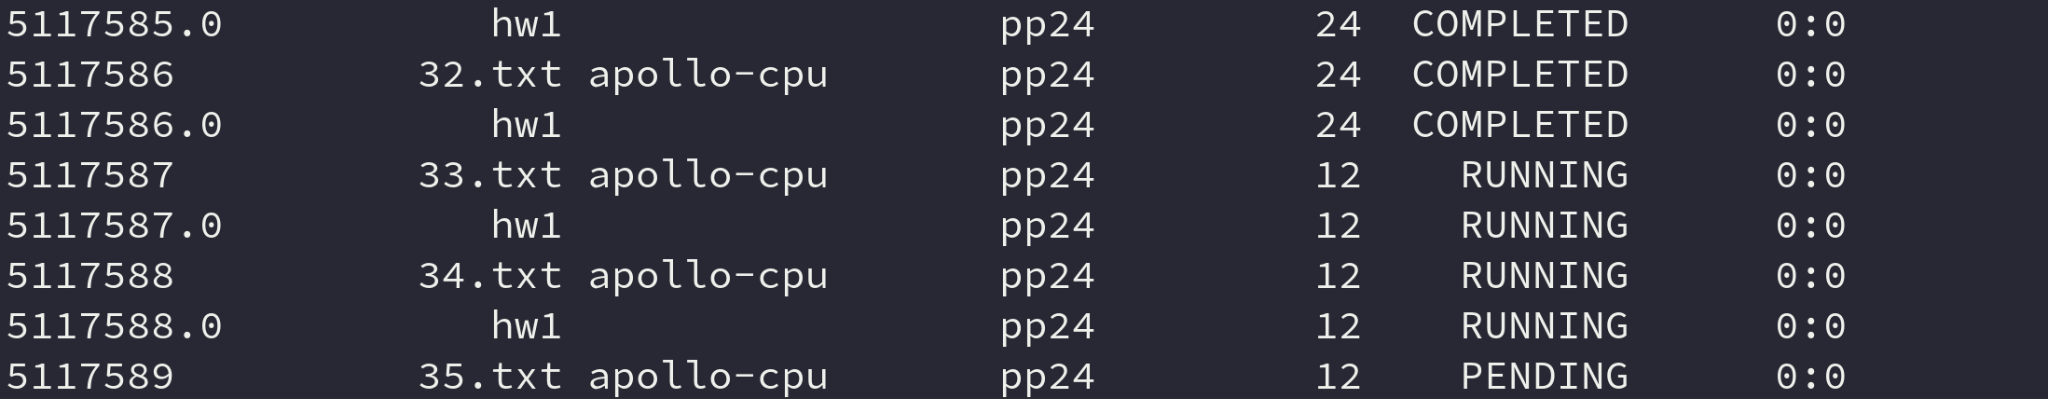 5117585.0 hw1 pp24 24 COMPLETED 0:0
5117586 32.txt apollo-cpu pp24 24 COMPLETED 0:0
5117586.0 hw1 pp24 24 COMPLETED 0:0
5117587 33.txt apollo-cpu pp24 12 RUNNING 0:0
5117587.0 hw1 pp24 12 RUNNING 0:0
5117588 34.txt apollo-cpu pp24 12 RUNNING 0:0
5117588.0 hw1 pp24 12 RUNNING 0:0
5117589 35.txt apollo-cpu pp24 12 PENDING 0:0